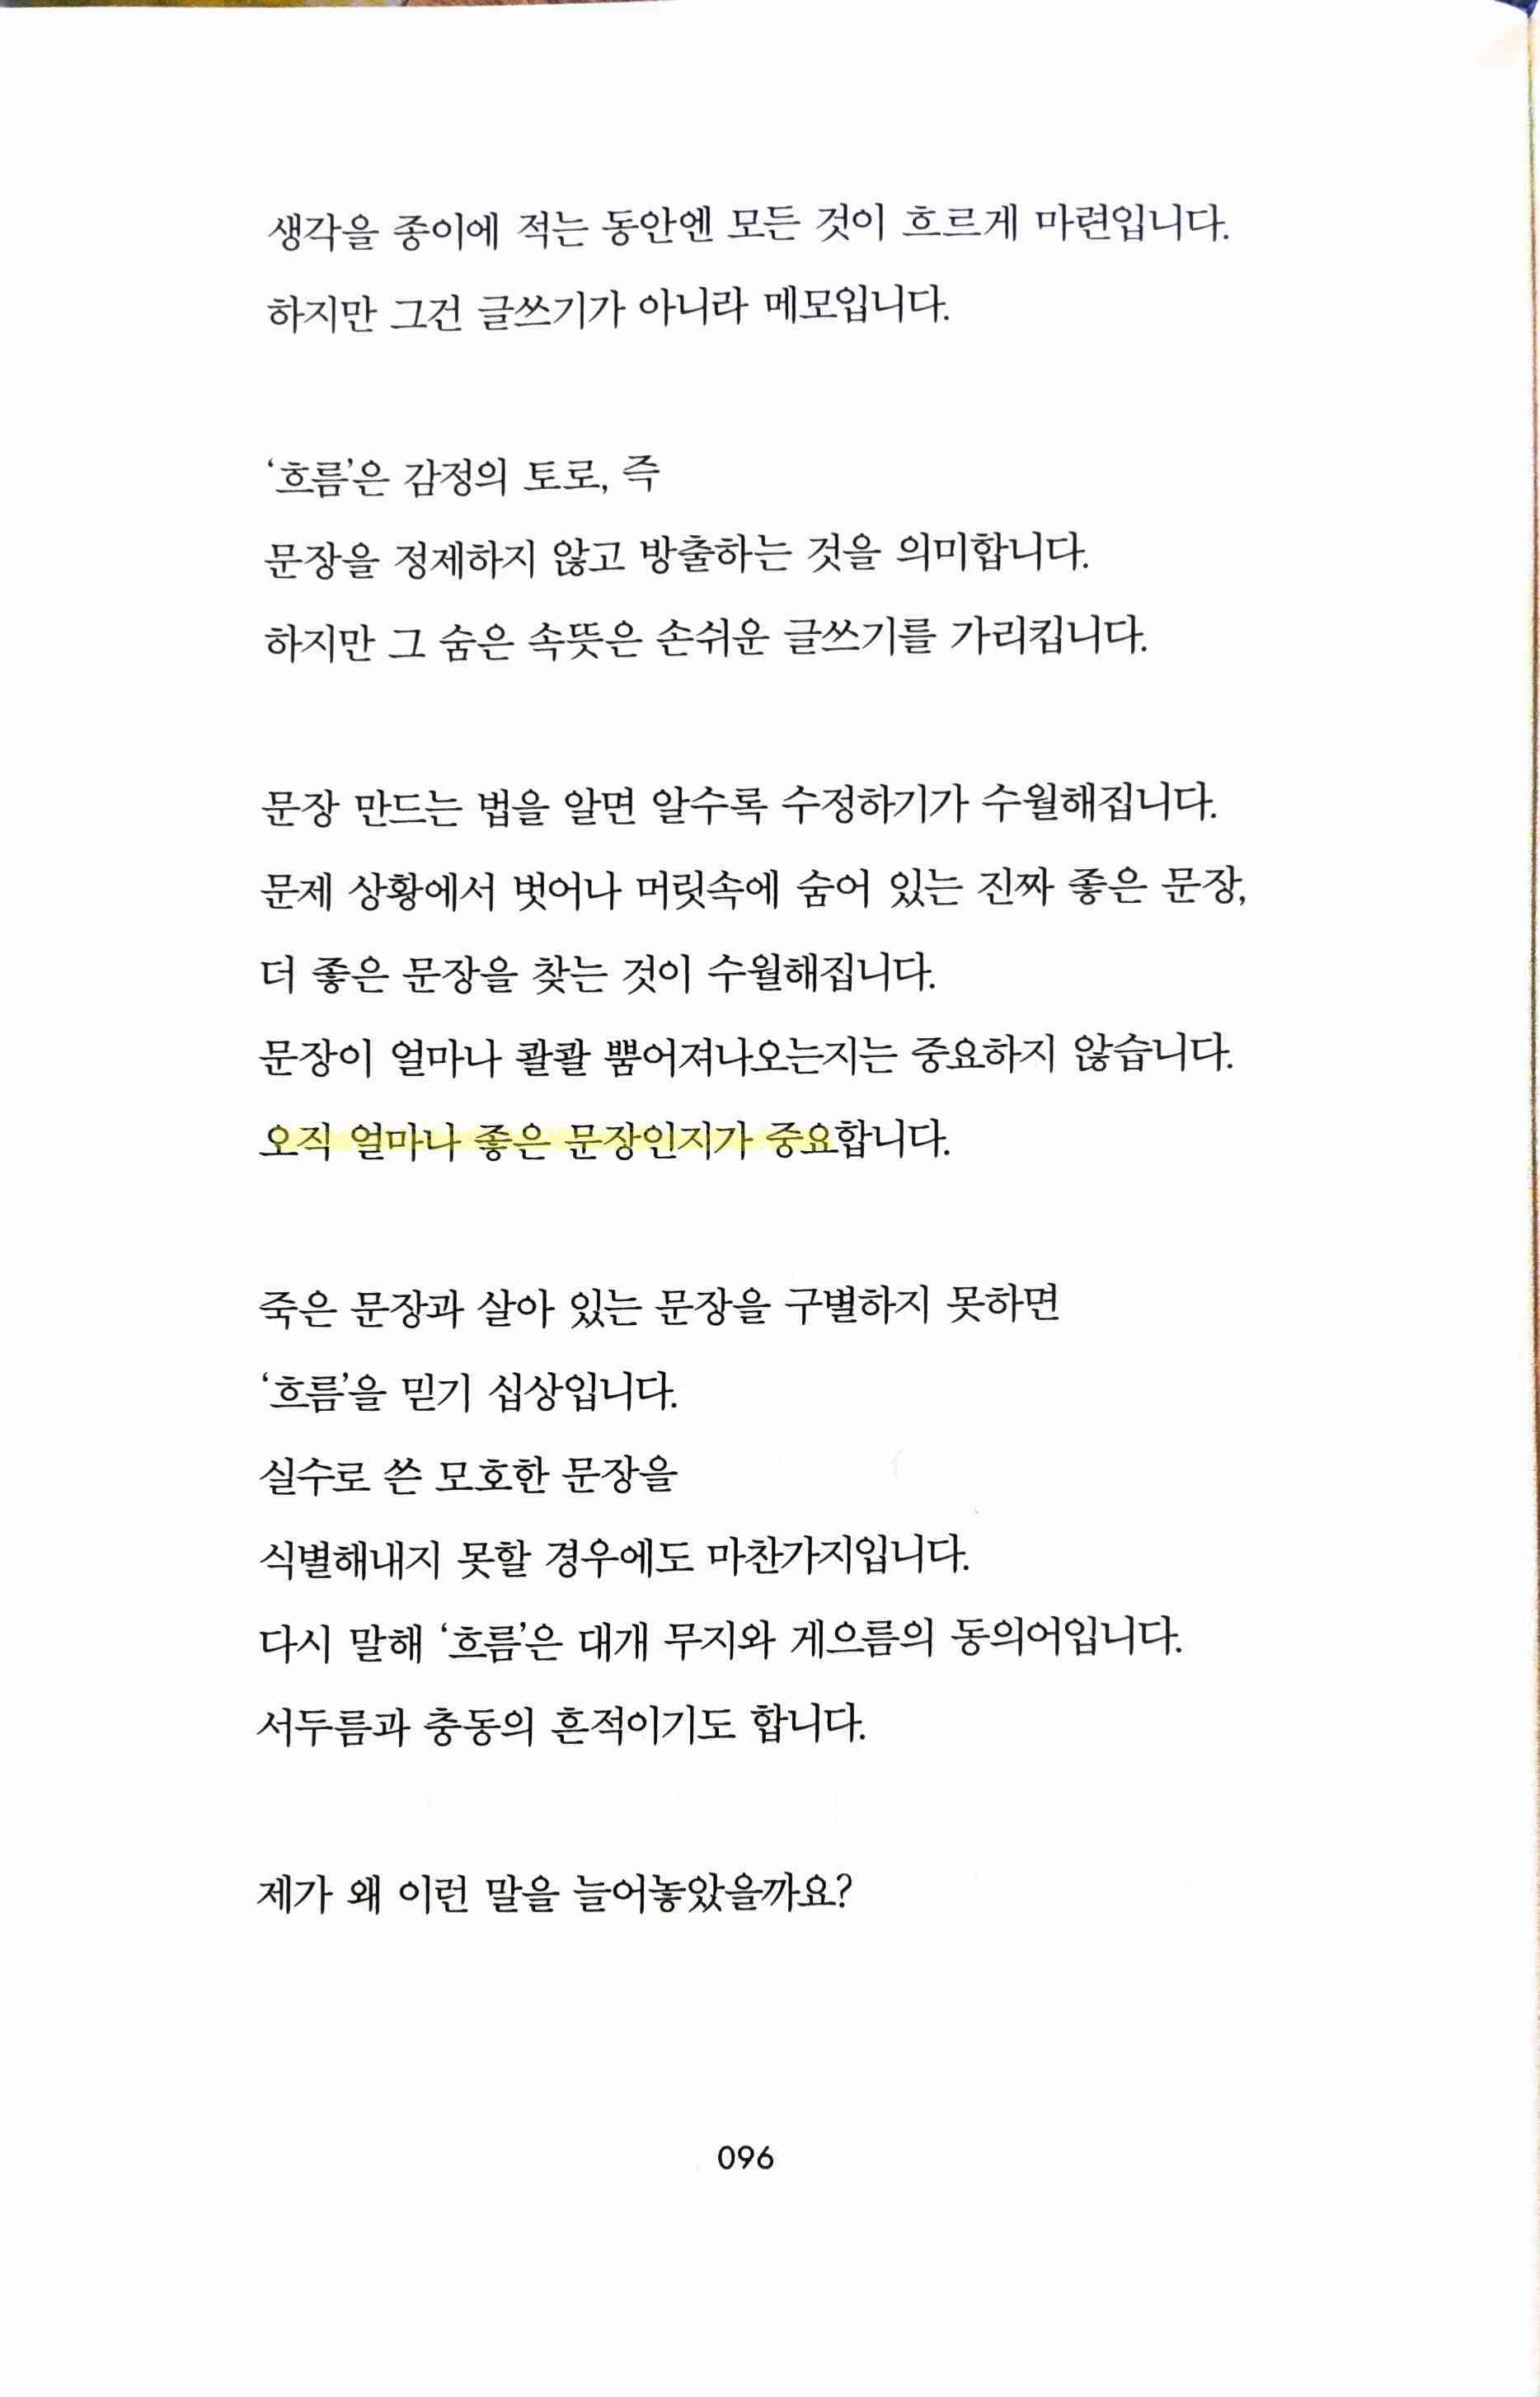 생각을 종이에 적는 동안엔 모든 것이 흐르게 마련입니다.
하지만 그건 글쓰기가 아니라 메모입니다.
‘흐름’은 감정의 토로, 즉
문장을 정제하지 않고 방출하는 것을 의미합니다.
하지만 그 숨은 속뜻은 손쉬운 글쓰기를 가리킵니다.
문장 만드는 법을 알면 알수록 수정하기가 수월해집니다.
문제 상황에서 벗어나 머릿속에 숨어 있는 진짜 좋은 문장,
더 좋은 문장을 찾는 것이 수월해집니다.
문장이 얼마나 콸콸 뿜어져나오는지는 중요하지 않습니다.
오직 얼마나 좋은 문장인지가 중요합니다.
죽은 문장과 살아 있는 문장을 구별하지 못하면
‘흐름’을 믿기 십상입니다.
실수로 쓴 모호한 문장을
식별해내지 못할 경우에도 마찬가지입니다.
다시 말해 ‘흐름’은 대개 무지와 게으름의 동의어입니다.
서두름과 충동의 흔적이기도 합니다.
제가 왜 이런 말을 늘어놓았을까요?
096